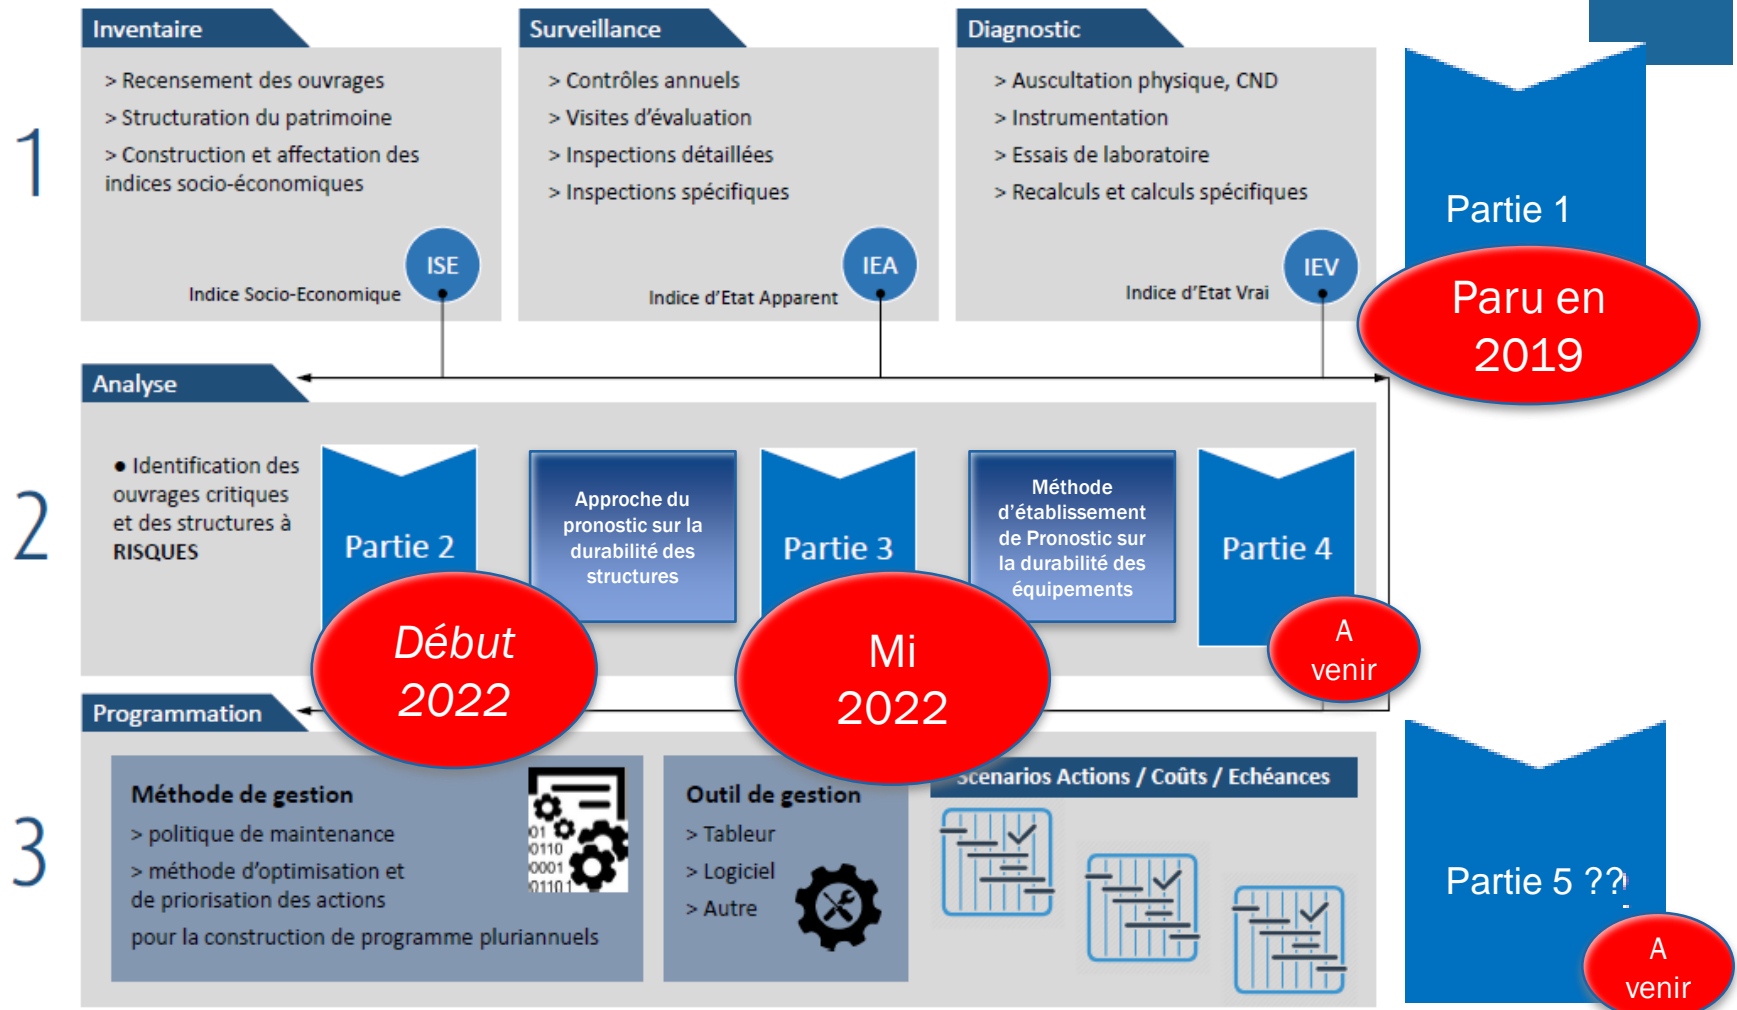 1
Inventaire
> Recensement des ouvrages
> Structuration du patrimoine
> Construction et affectation des
indices socio-économiques
ISE
Indice Socio-Economique
Surveillance
> Contrôles annuels
> Visites d'évaluation
> Inspections détaillées
> Inspections spécifiques
IEA
Indice d'Etat Apparent
Diagnostic
> Auscultation physique, CND
> Instrumentation
> Essais de laboratoire
> Recalculs et calculs spécifiques
IEV
Indice d'Etat Vrai
Partie 1
Paru en
2019
2
Analyse
● Identification des
ouvrages critiques
et des structures à
RISQUES
Partie 2
Début
2022
Approche du
pronostic sur la
durabilité des
structures
Partie 3
Mi
2022
Méthode
d'établissement
de Pronostic sur
la durabilité des
équipements
Partie 4
A
venir
3
Programmation
Méthode de gestion
> politique de maintenance
> méthode d'optimisation et
de priorisation des actions
pour la construction de programme pluriannuels
01
0110
0001
01101
Outil de gestion
> Tableur
> Logiciel
> Autre
Scenarios Actions / Coûts / Echéances
Partie 5 ??
A
venir